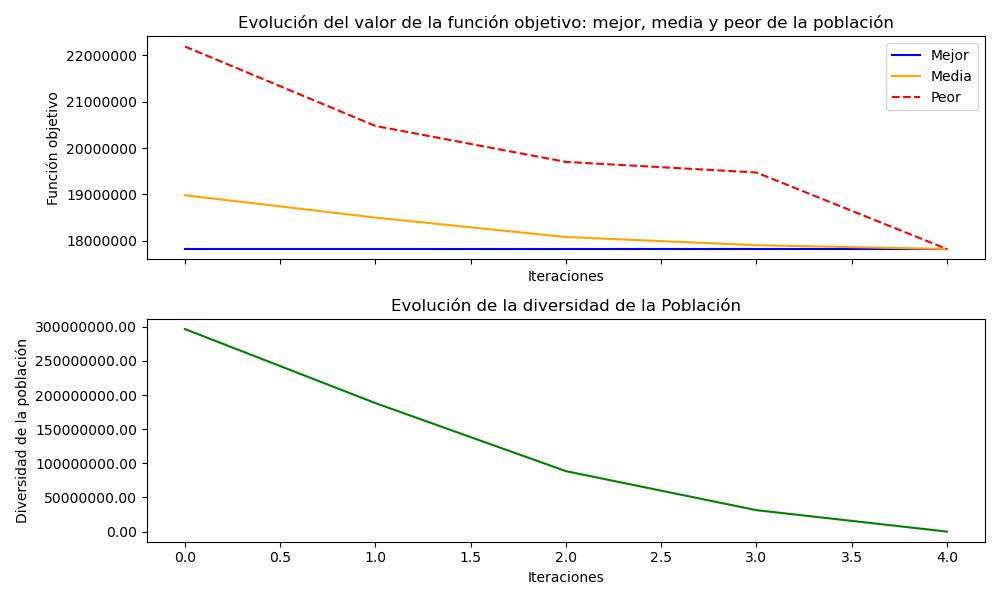 Evolución del valor de la función objetivo: mejor, media y peor de la población
22000000
21000000
20000000
19000000
18000000
Función objetivo
Mejor
Media
Peor
Iteraciones
Evolución de la diversidad de la Población
300000000.00
250000000.00
200000000.00
150000000.00
100000000.00
50000000.00
0.00
Diversidad de la población
0.0 0.5 1.0 1.5 2.0 2.5 3.0 3.5 4.0
Iteraciones